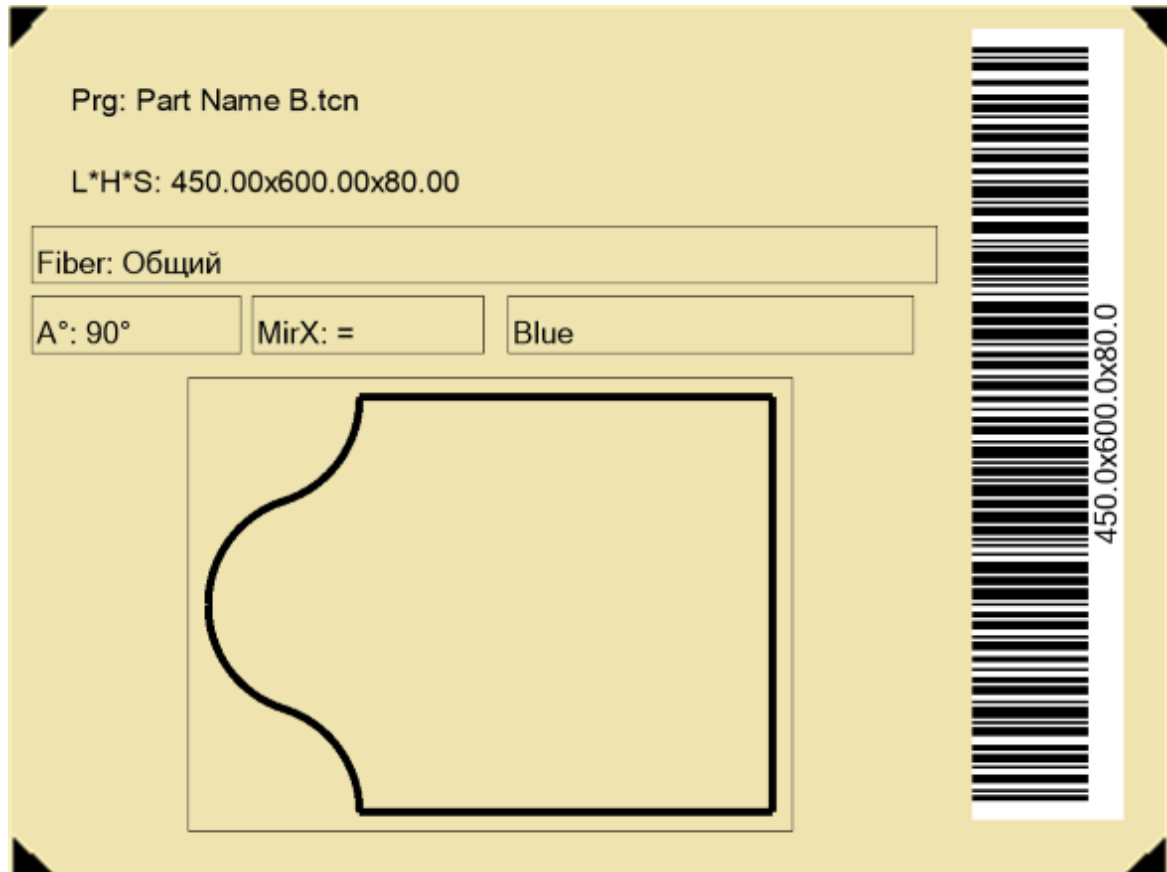 Prg: Part Name B.tcn
L*H*S: 450.00x600.00x80.00
Fiber: Общий
A°: 90°
MirX: =
Blue
450.0x600.0x80.0